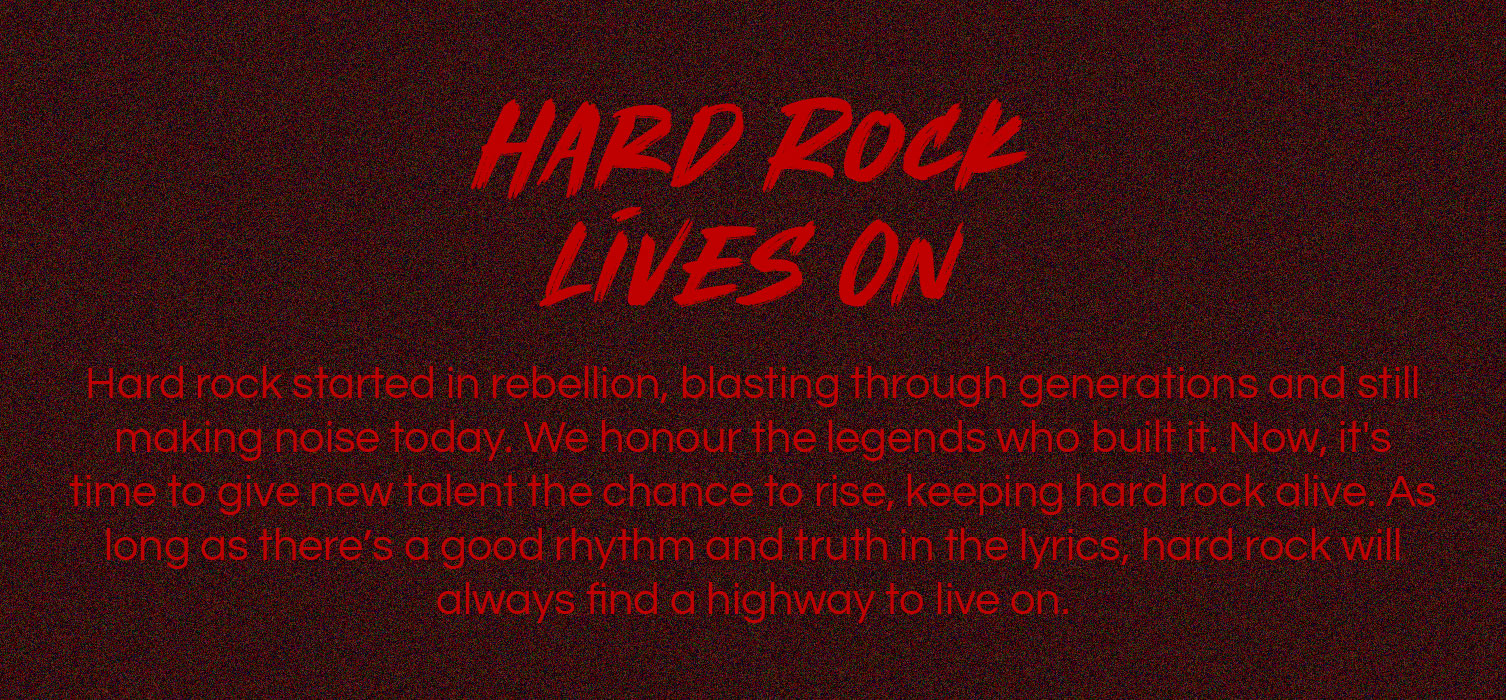 HARD ROCK
LIVES ON
Hard rock started in rebellion, blasting through generations and still
making noise today. We honour the legends who built it. Now, it's
time to give new talent the chance to rise, keeping hard rock alive. As
long as there’s a good rhythm and truth in the lyrics, hard rock will
always find a highway to live on.